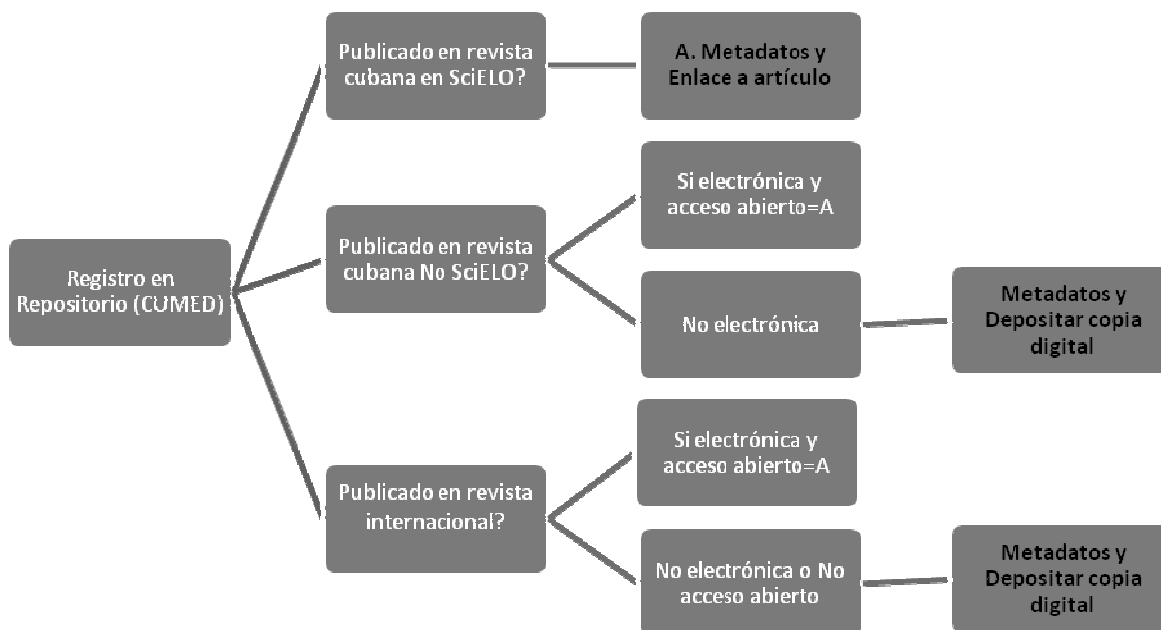 Publicado en revista
cubana en SciELO?
A. Metadatos y
Enlace a artículo
Si electrónica y
acceso abierto=A
Publicado en revista
cubana No SciELO?
Registro en
Repositorio (CUMED)
No electrónica
Metadatos y
Depositar copia
digital
Si electrónica y
acceso abierto=A
Publicado en revista
internacional?
No electrónica o No
acceso abierto
Metadatos y
Depositar copia
digital